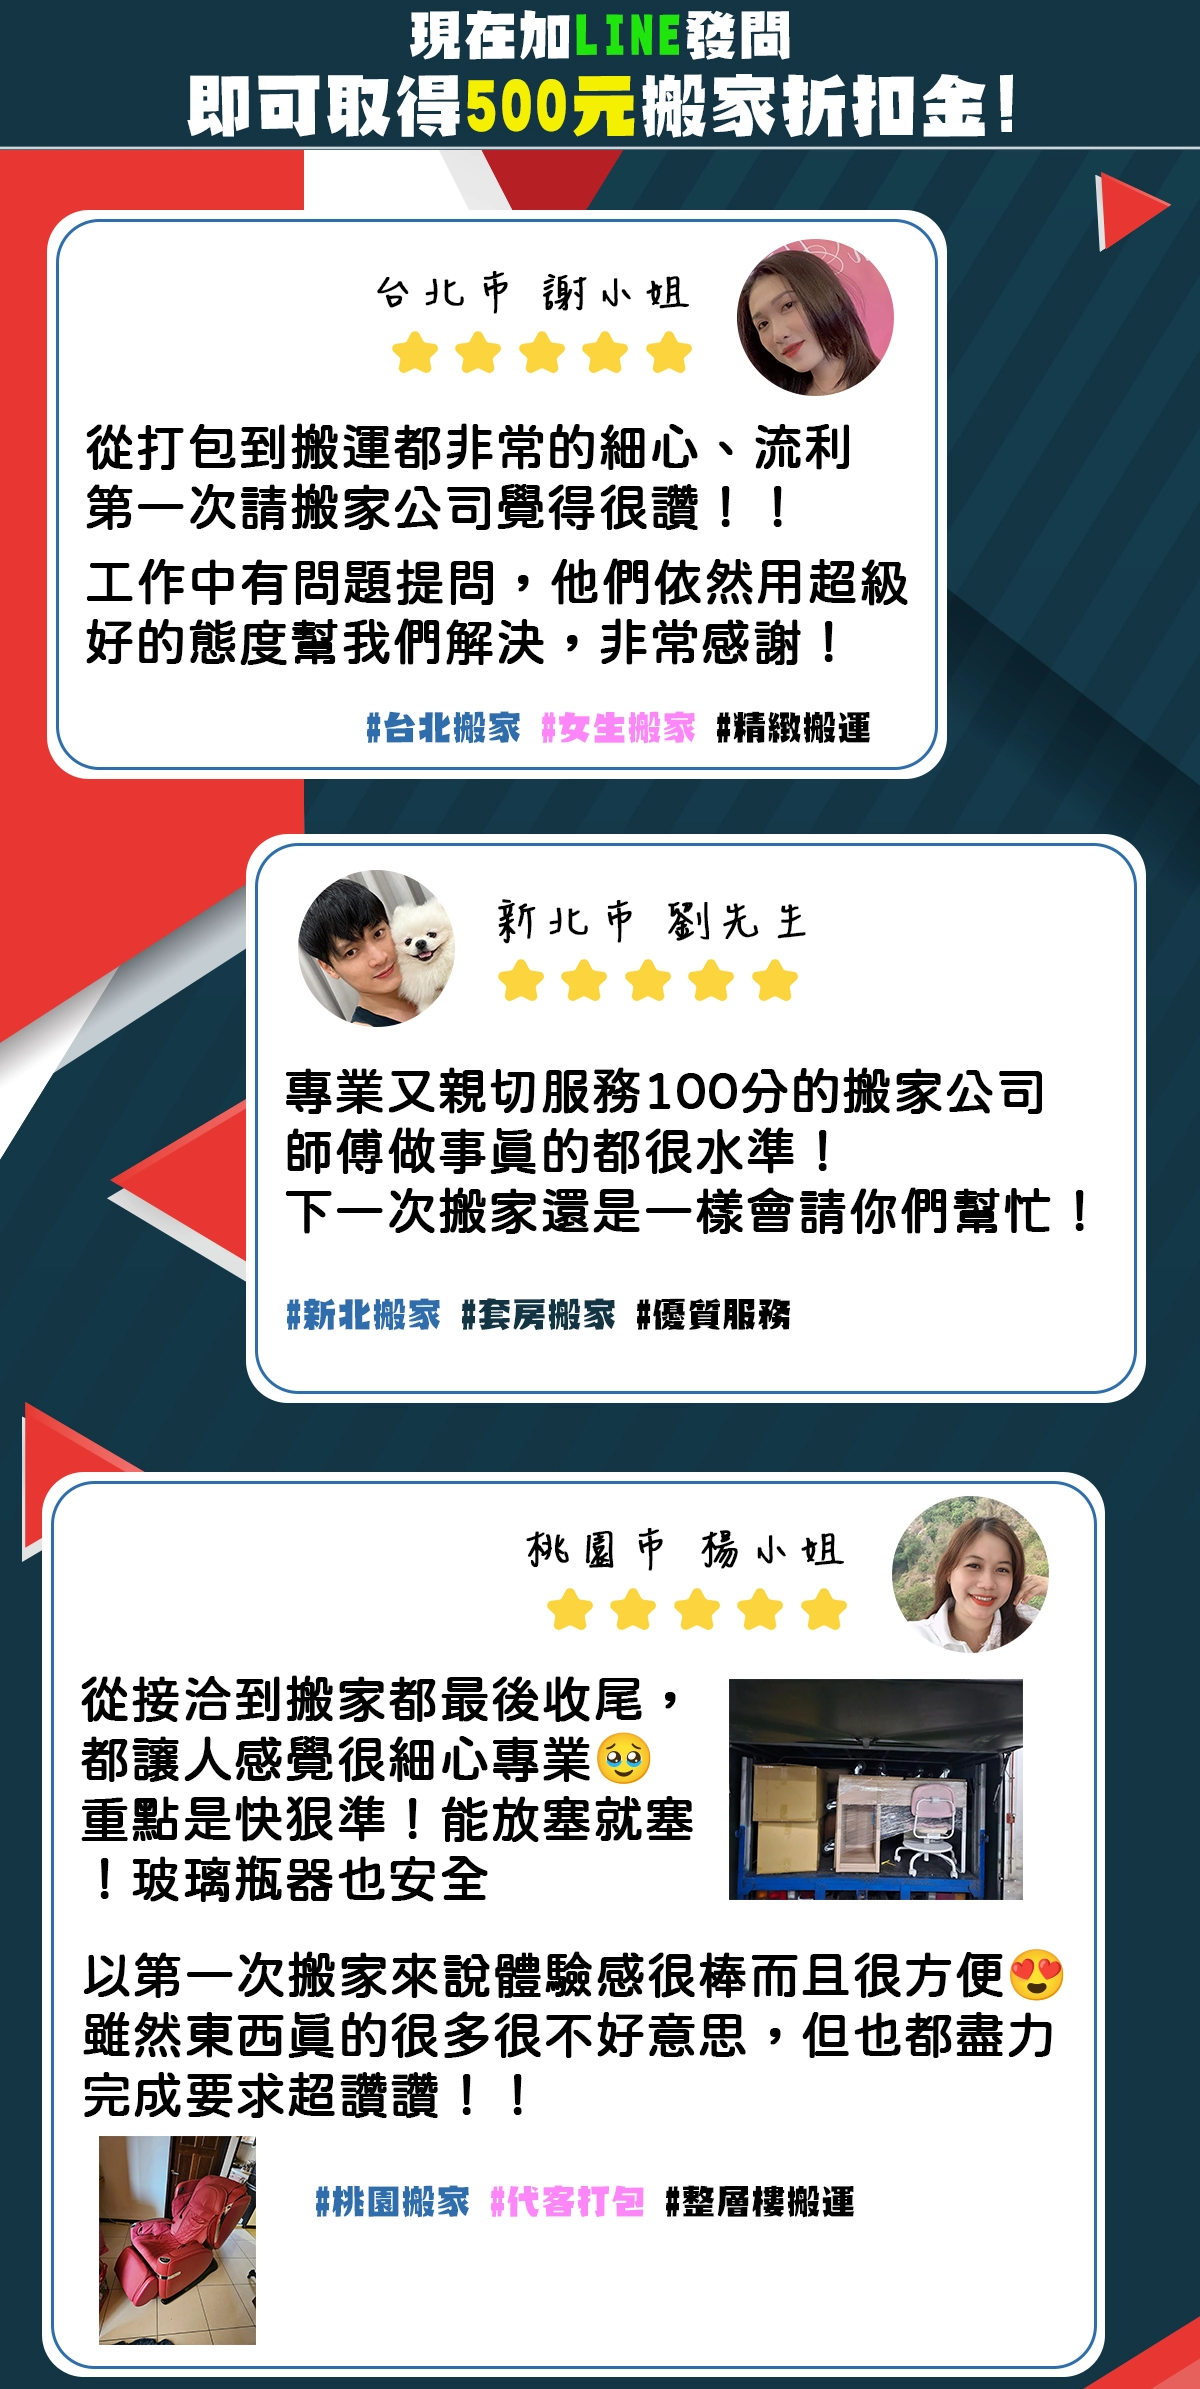 現在加LINE發問
即可取得500元搬家折扣金!
台北市 謝小姐
從打包到搬運都非常的細心、流利
第一次請搬家公司覺得很讚！！
工作中有問題提問，他們依然用超級
好的態度幫我們解決，非常感謝！
#台北搬家 #女生搬家 #精緻搬運
新北市 劉先生
專業又親切服務100分的搬家公司
師傅做事真的都很水準！
下一次搬家還是一樣會請你們幫忙！
#新北搬家 #套房搬家 #優質服務
桃園市 楊小姐
從接洽到搬家都最後收尾，
都讓人感覺很細心專業🥹
重點是快狠準！能放塞就塞
！玻璃瓶器也安全
以第一次搬家來說體驗感很棒而且很方便😍
雖然東西真的很多很不好意思，但也都盡力
完成要求超讚讚！！
#桃園搬家 #代客打包 #整層樓搬運